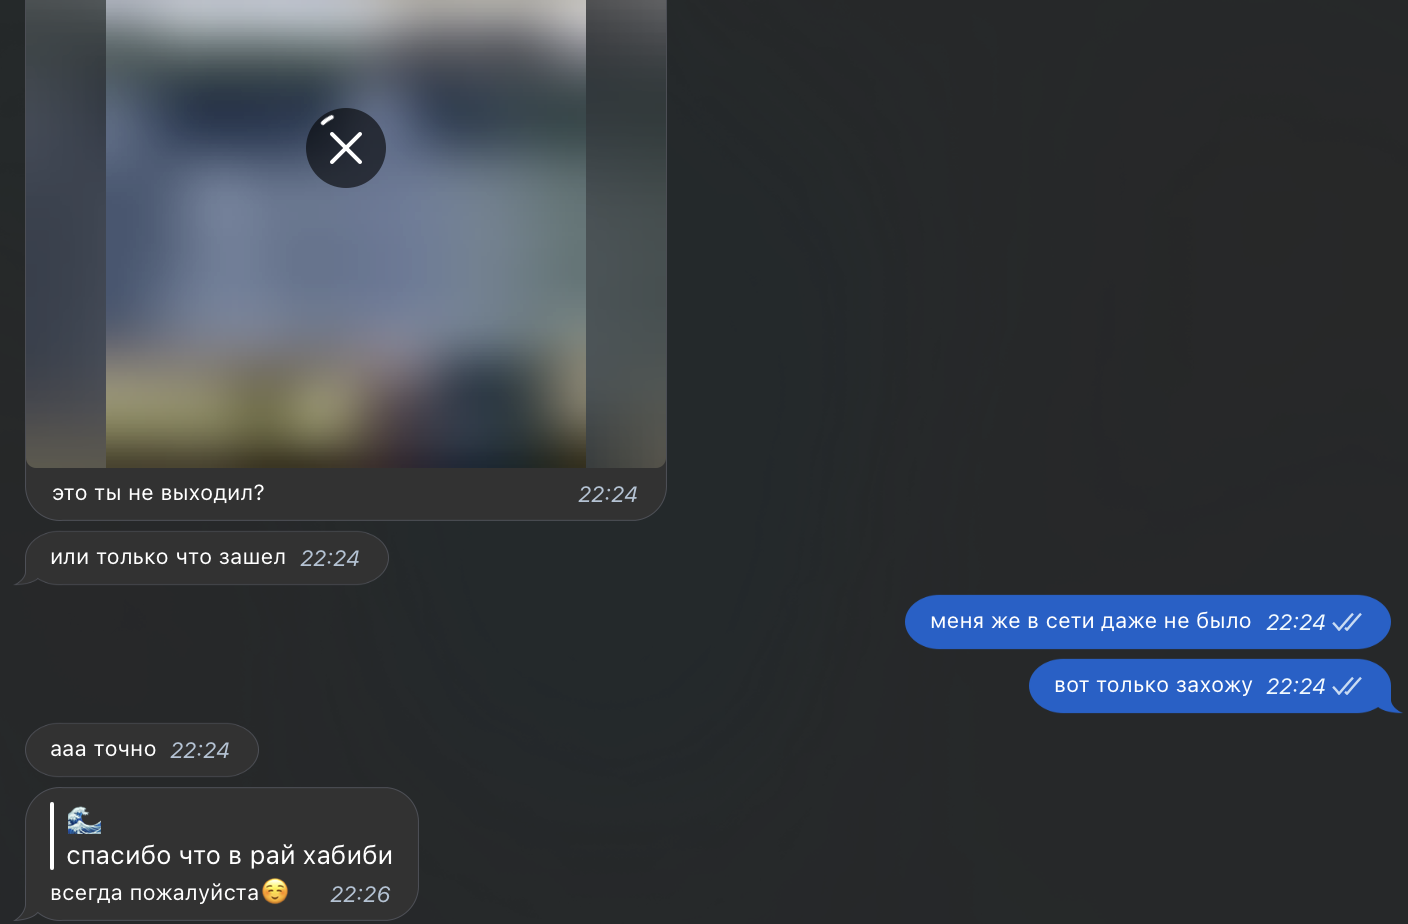 это ты не выходил? 22:24
или только что зашел 22:24
меня же в сети даже не было 22:24
вот только захожу 22:24
ааа точно 22:24
🌊
спасибо что в рай хабиби
всегда пожалуйста☺️ 22:26